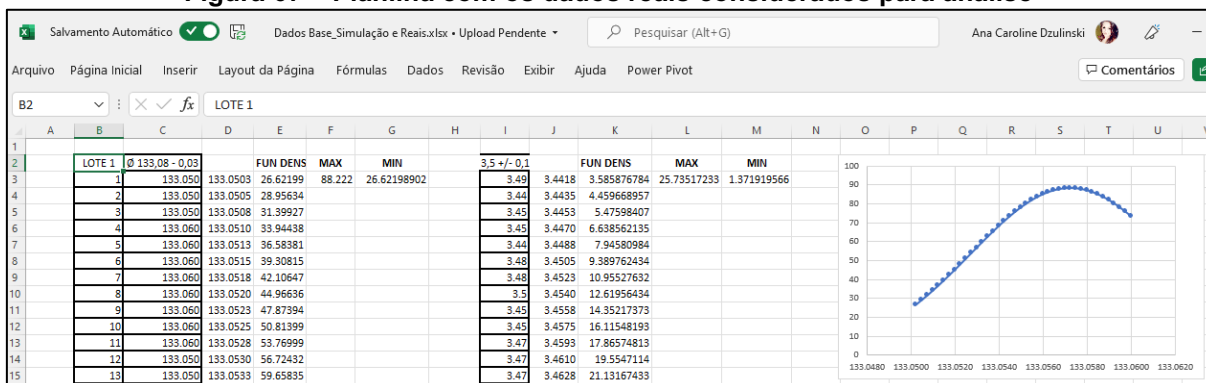 Salvamento Automático Dados Base_Simulação e Reais.xlsx • Upload Pendente Pesquisar (Alt+G) Ana Caroline Dzulinski
Arquivo Página Inicial Inserir Layout da Página Fórmulas Dados Revisão Exibir Ajuda Power Pivot Comentários
B2 fx LOTE 1
A B C D E F G H I J K L M N O P Q R S T U
1
2 LOTE 1 Ø 133,08 - 0,03 FUN DENS MAX MIN 3,5 +/- 0,1 FUN DENS MAX MIN
3 1 133.050 133.0503 26.62199 88.222 26.62198902 3.49 3.4418 3.585876784 25.73517233 1.371919566
4 2 133.050 133.0505 28.95634 3.44 3.4435 4.459668957
5 3 133.050 133.0508 31.39927 3.45 3.4453 5.47598407
6 4 133.060 133.0510 33.94438 3.45 3.4470 6.638562135
7 5 133.060 133.0513 36.58381 3.44 3.4488 7.94580984
8 6 133.060 133.0515 39.30815 3.48 3.4505 9.389762434
9 7 133.060 133.0518 42.10647 3.48 3.4523 10.95527632
10 8 133.060 133.0520 44.96636 3.5 3.4540 12.61956434
11 9 133.060 133.0523 47.87394 3.45 3.4558 14.35217373
12 10 133.060 133.0525 50.81399 3.45 3.4575 16.11548193
13 11 133.060 133.0528 53.76999 3.47 3.4593 17.86574813
14 12 133.050 133.0530 56.72432 3.47 3.4610 19.5547114
15 13 133.050 133.0533 59.65835 3.47 3.4628 21.13167433
100
90
80
70
60
50
40
30
20
10
0
133.0480 133.0500 133.0520 133.0540 133.0560 133.0580 133.0600 133.0620